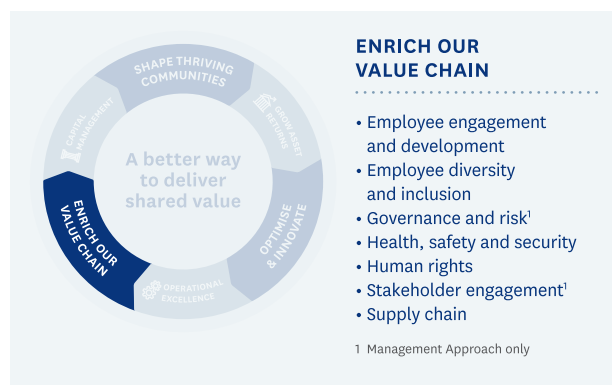 SHAPE THRIVING
COMMUNITIES
GROW ASSET
RETURNS
OPTIMISE
& INNOVATE
OPERATIONAL
EXCELLENCE
ENRICH OUR
VALUE CHAIN
CAPITAL
MANAGEMENT
A better way
to deliver
shared value
ENRICH OUR
VALUE CHAIN
• Employee engagement
and development
• Employee diversity
and inclusion
• Governance and risk¹
• Health, safety and security
• Human rights
• Stakeholder engagement¹
• Supply chain
1 Management Approach only